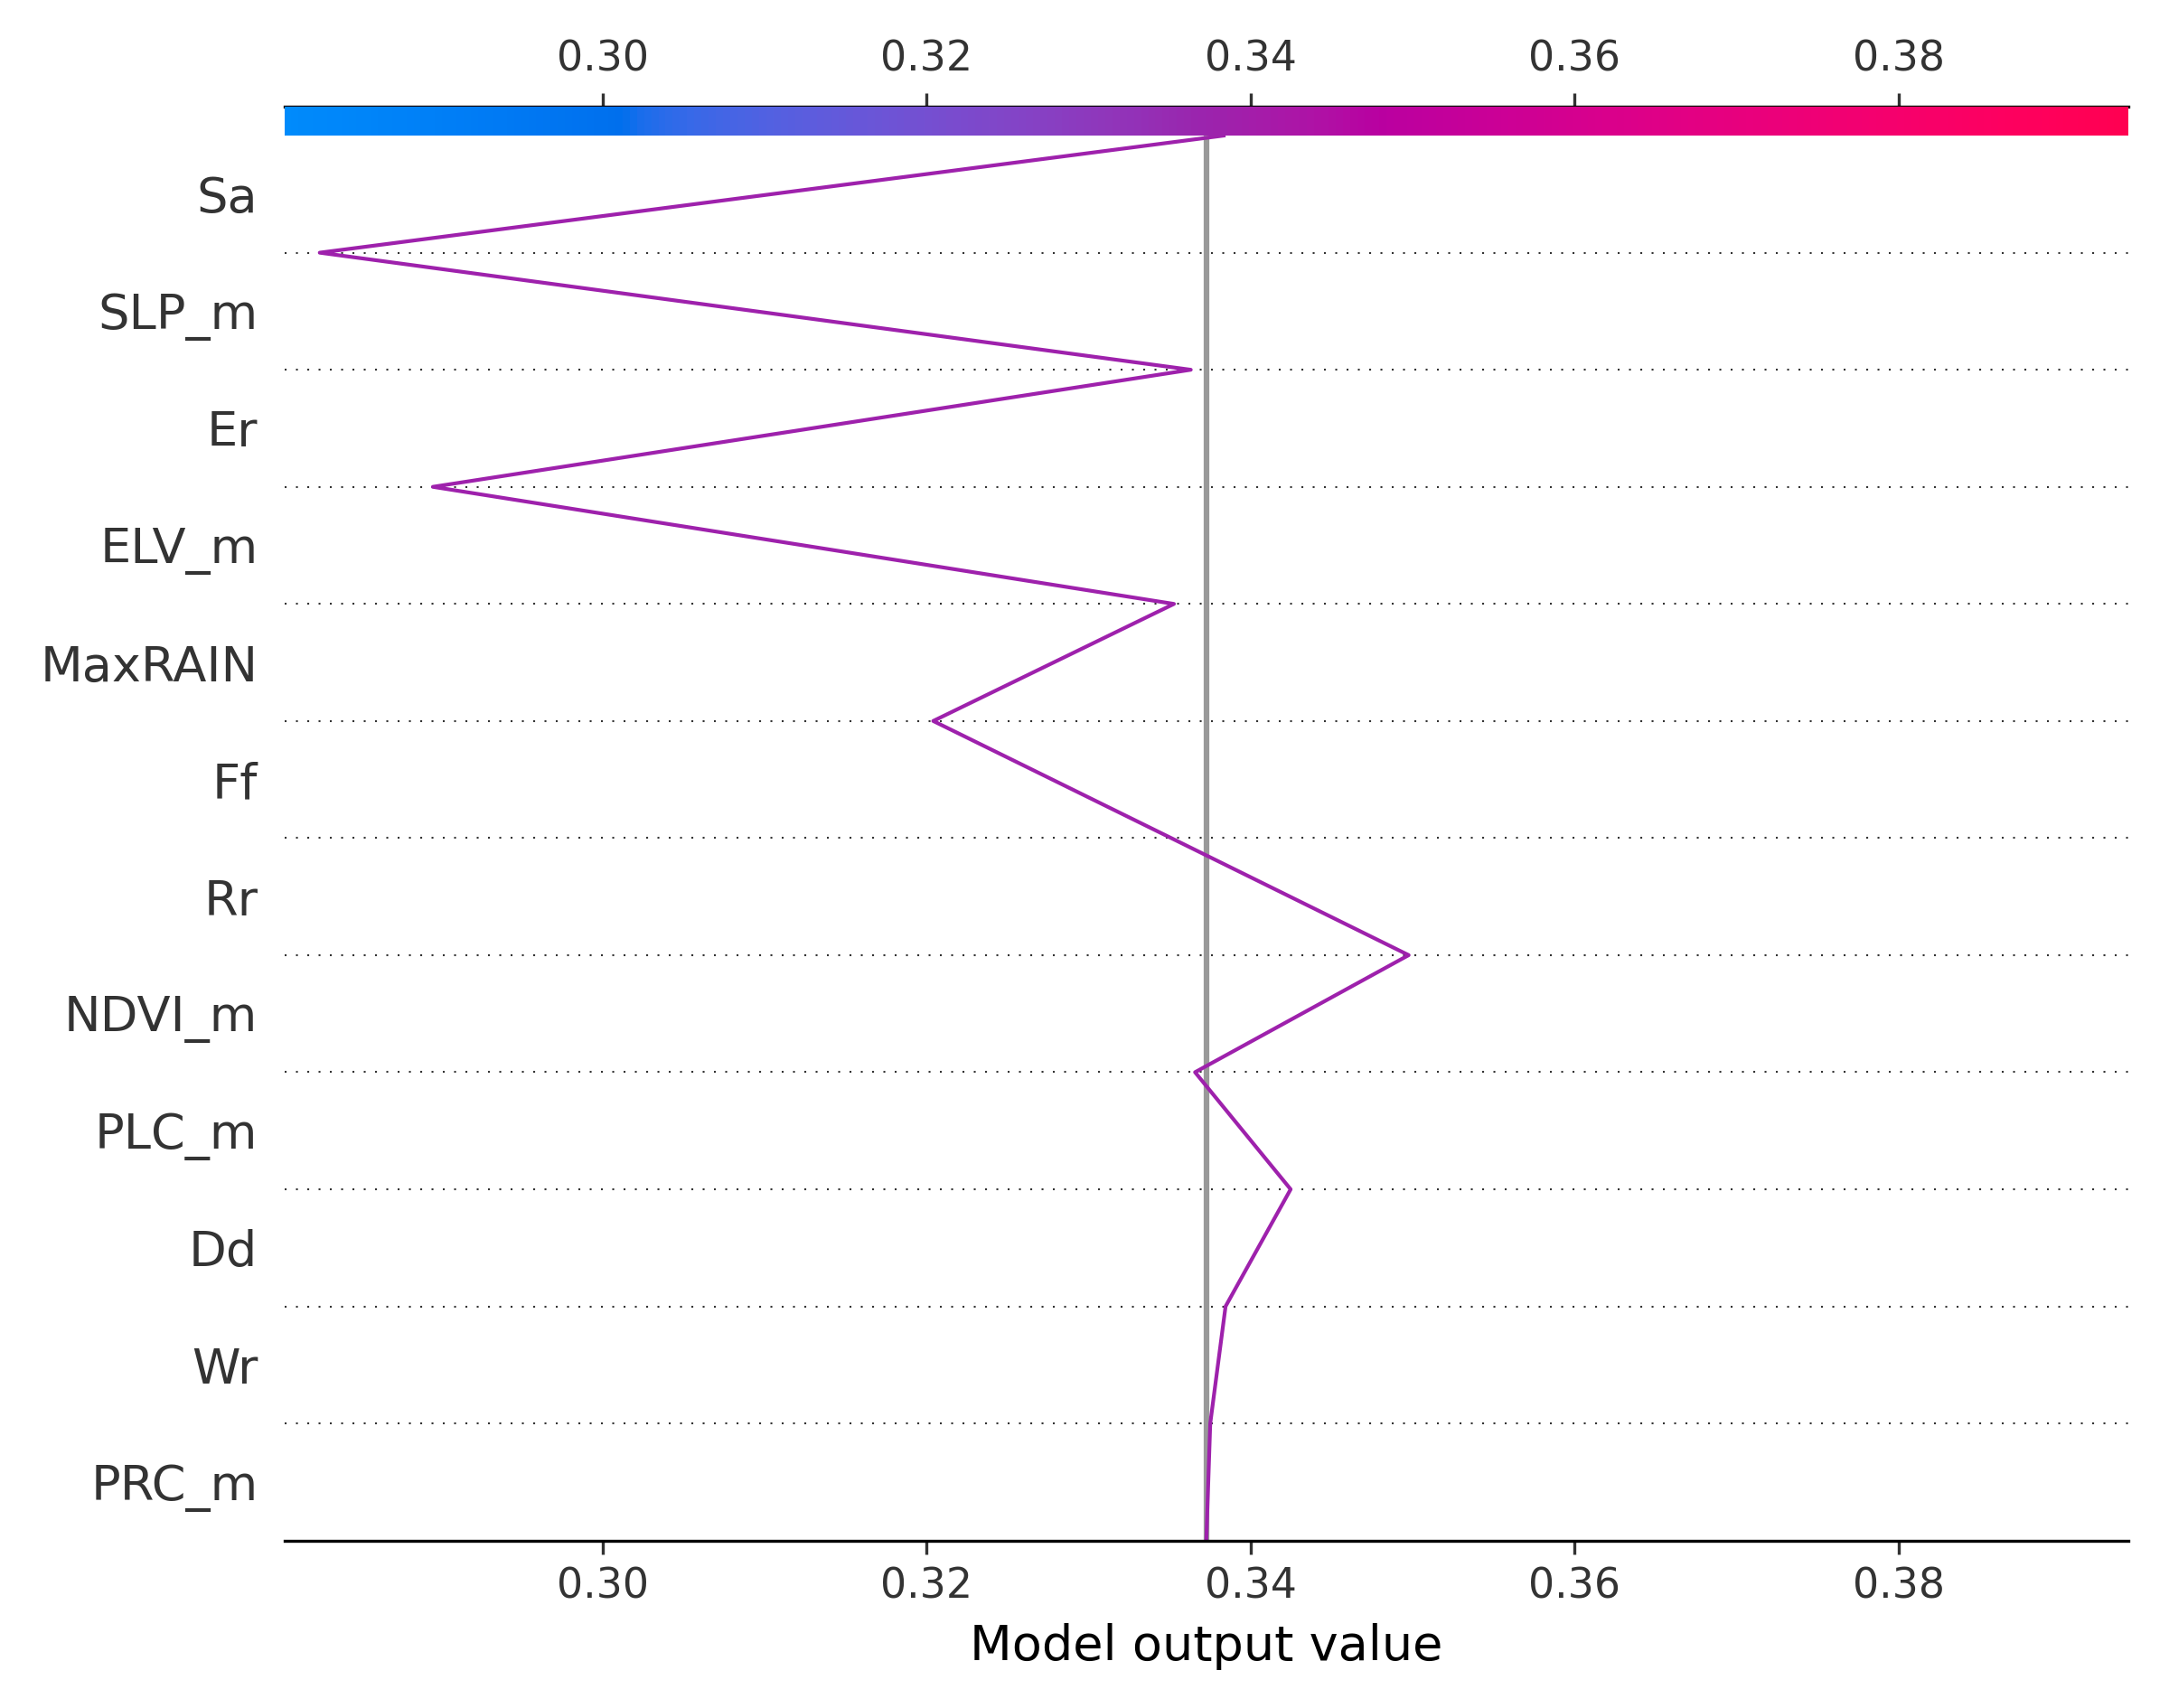 0.30 0.32 0.34 0.36 0.38
Sa
SLP_m
Er
ELV_m
MaxRAIN
Ff
Rr
NDVI_m
PLC_m
Dd
Wr
PRC_m
0.30 0.32 0.34 0.36 0.38
Model output value